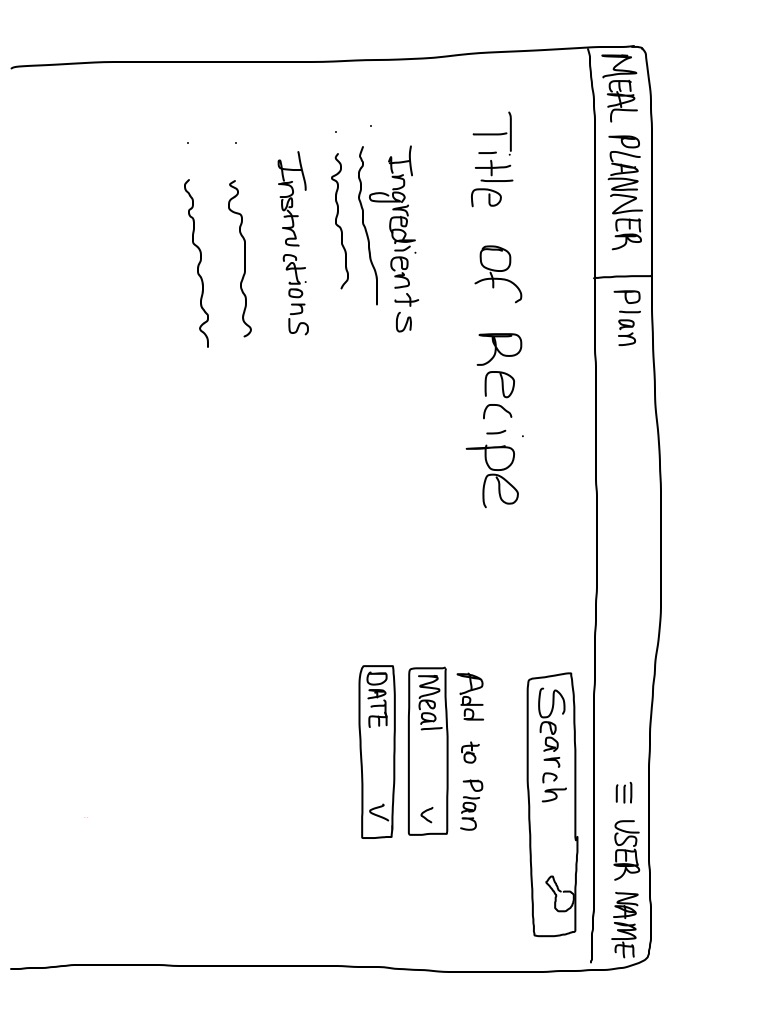 MEAL PLANNER Plan ≡ USER NAME
Search
Title of Recipe
Add to Plan
Meal
Ingredients
DATE
Instructions